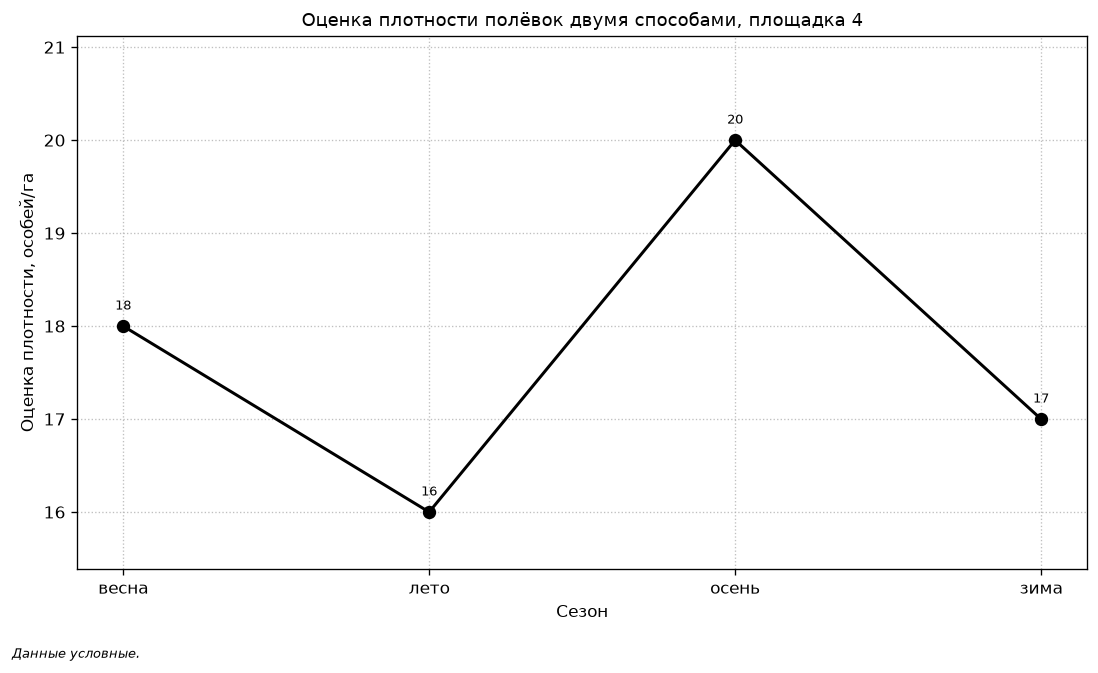 Оценка плотности полёвок двумя способами, площадка 4
Оценка плотности, особей/га
21
20
19
18
17
16
18
16
20
17
весна лето осень зима
Сезон
Данные условные.